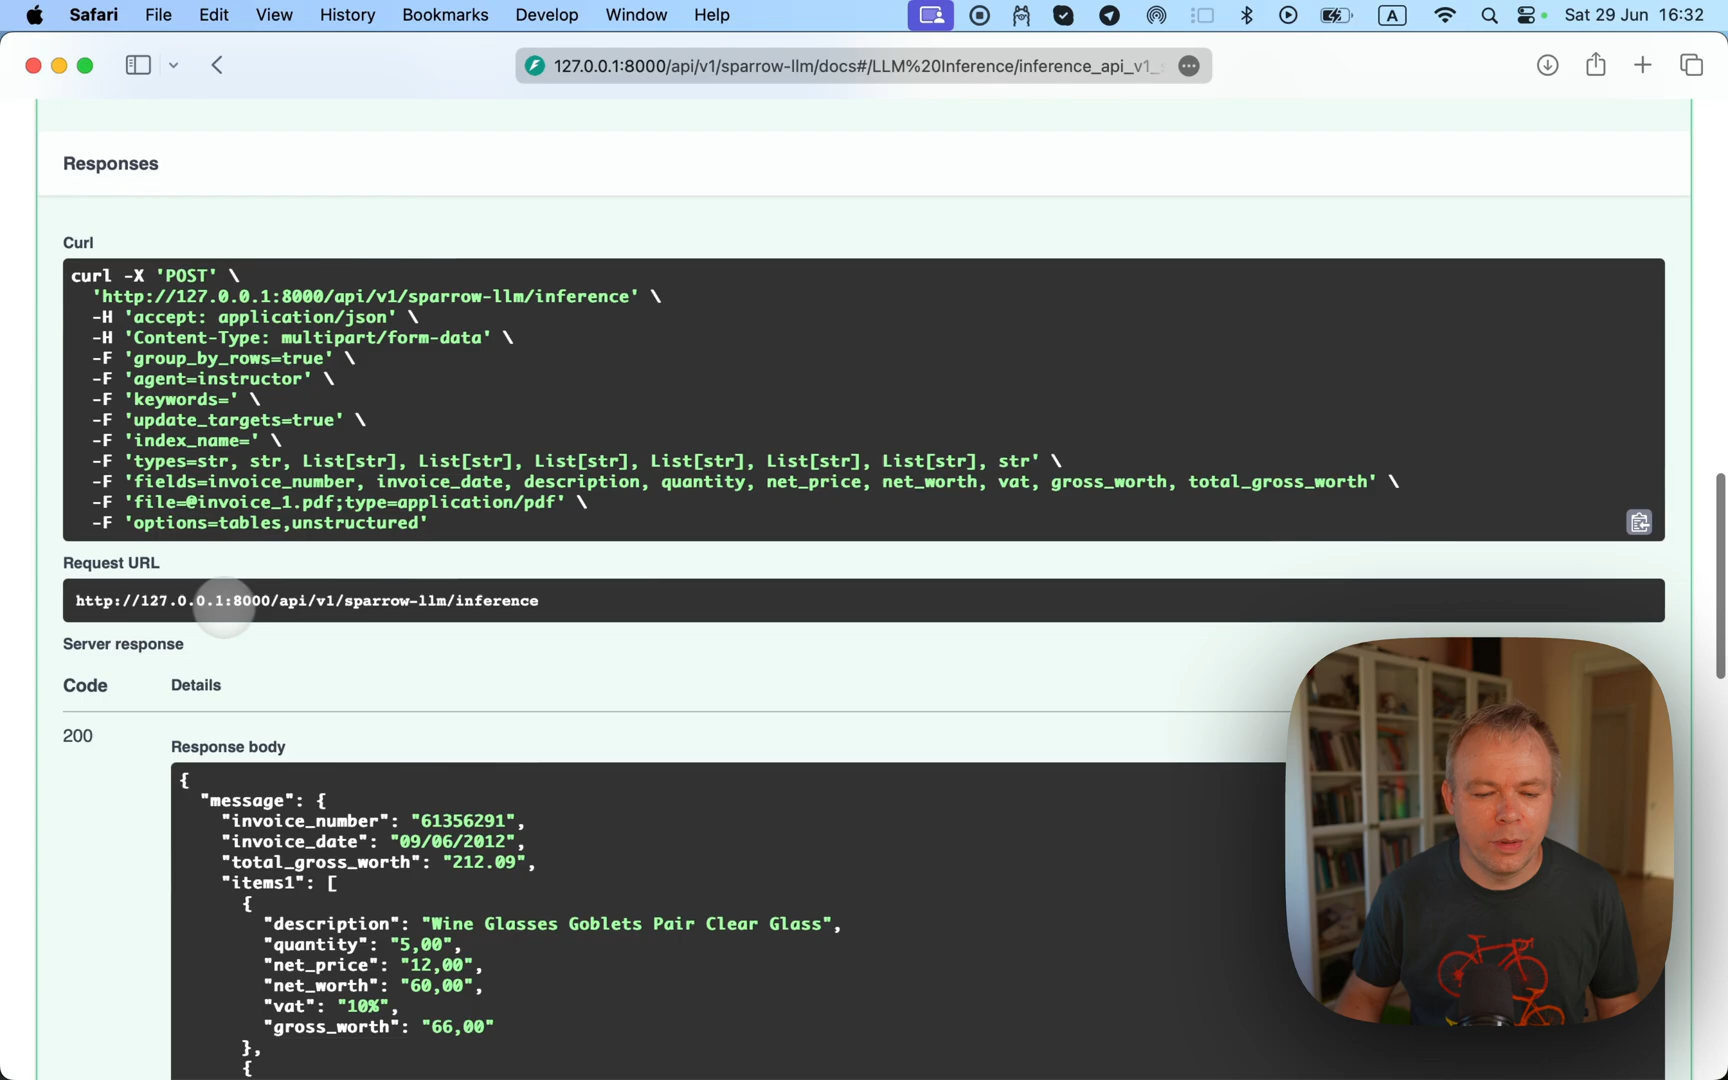 Safari File Edit View History Bookmarks Develop Window Help A Sat 29 Jun 16:32
127.0.0.1:8000/api/v1/sparrow-llm/docs#/LLM%20Inference/inference_api_v1_
Responses
Curl
curl -X 'POST' \
'http://127.0.0.1:8000/api/v1/sparrow-llm/inference' \
-H 'accept: application/json' \
-H 'Content-Type: multipart/form-data' \
-F 'group_by_rows=true' \
-F 'agent=instructor' \
-F 'keywords=' \
-F 'update_targets=true' \
-F 'index_name=' \
-F 'types=str, str, List[str], List[str], List[str], List[str], List[str], List[str], str' \
-F 'fields=invoice_number, invoice_date, description, quantity, net_price, net_worth, vat, gross_worth, total_gross_worth' \
-F 'file=@invoice_1.pdf;type=application/pdf' \
-F 'options=tables,unstructured'
Request URL
http://127.0.0.1:8000/api/v1/sparrow-llm/inference
Server response
Code Details
200
Response body
{
"message": {
"invoice_number": "61356291",
"invoice_date": "09/06/2012",
"total_gross_worth": "212.09",
"items1": [
{
"description": "Wine Glasses Goblets Pair Clear Glass",
"quantity": "5,00",
"net_price": "12,00",
"net_worth": "60,00",
"vat": "10%",
"gross_worth": "66,00"
},
{